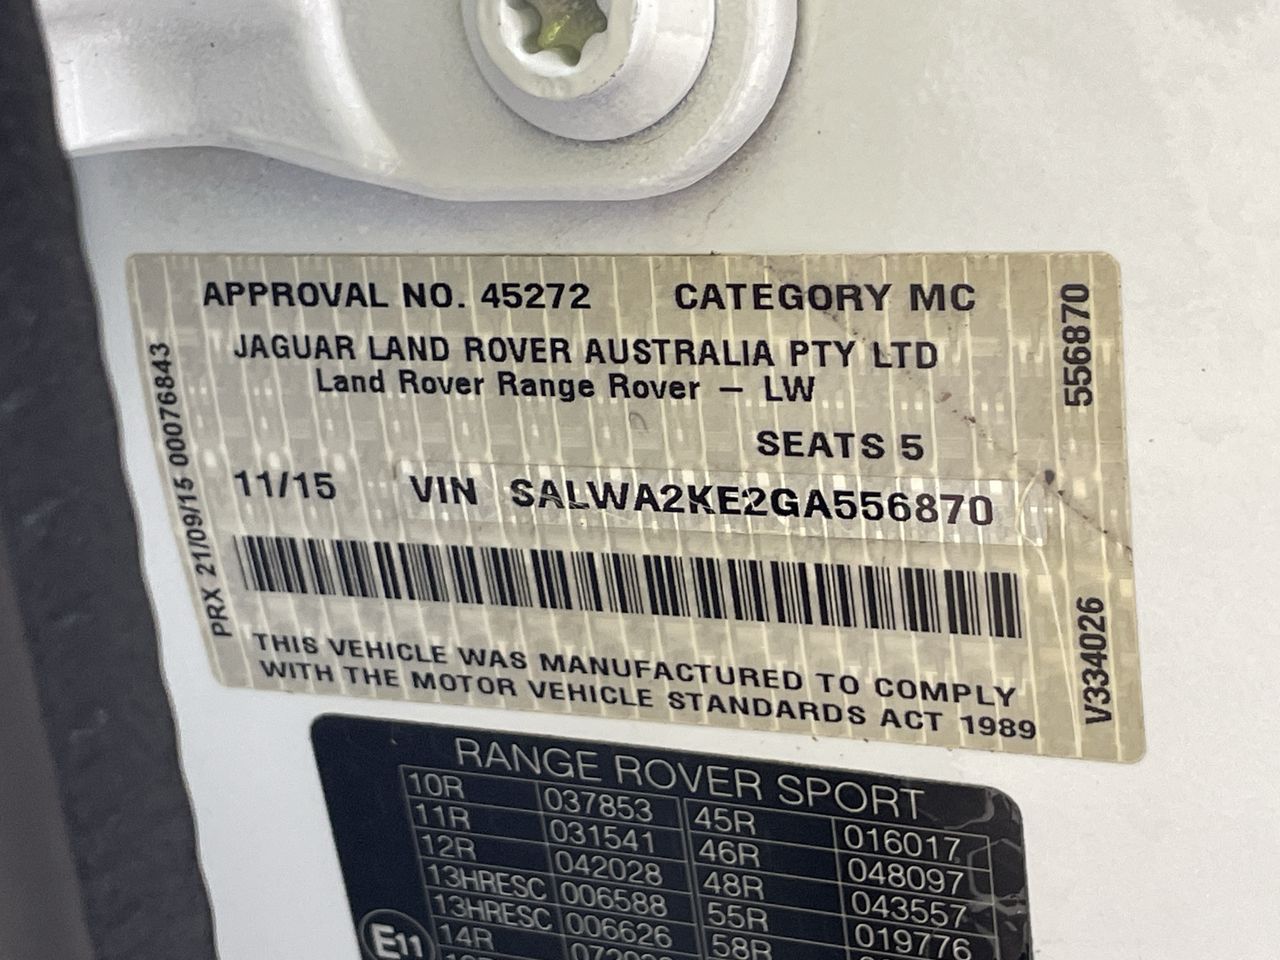 APPROVAL NO. 45272 CATEGORY MC
JAGUAR LAND ROVER AUSTRALIA PTY LTD
Land Rover Range Rover – LW
SEATS 5
11/15 VIN SALWA2KE2GA556870
THIS VEHICLE WAS MANUFACTURED TO COMPLY
WITH THE MOTOR VEHICLE STANDARDS ACT 1989
PRX 21/09/15 00076843
556870
V334026
RANGE ROVER SPORT
10R 037853 45R 016017
11R 031541 46R 048097
12R 042028 48R 043557
13HRESC 006588 55R 019776
13HRESC 006626 58R
14R
E11